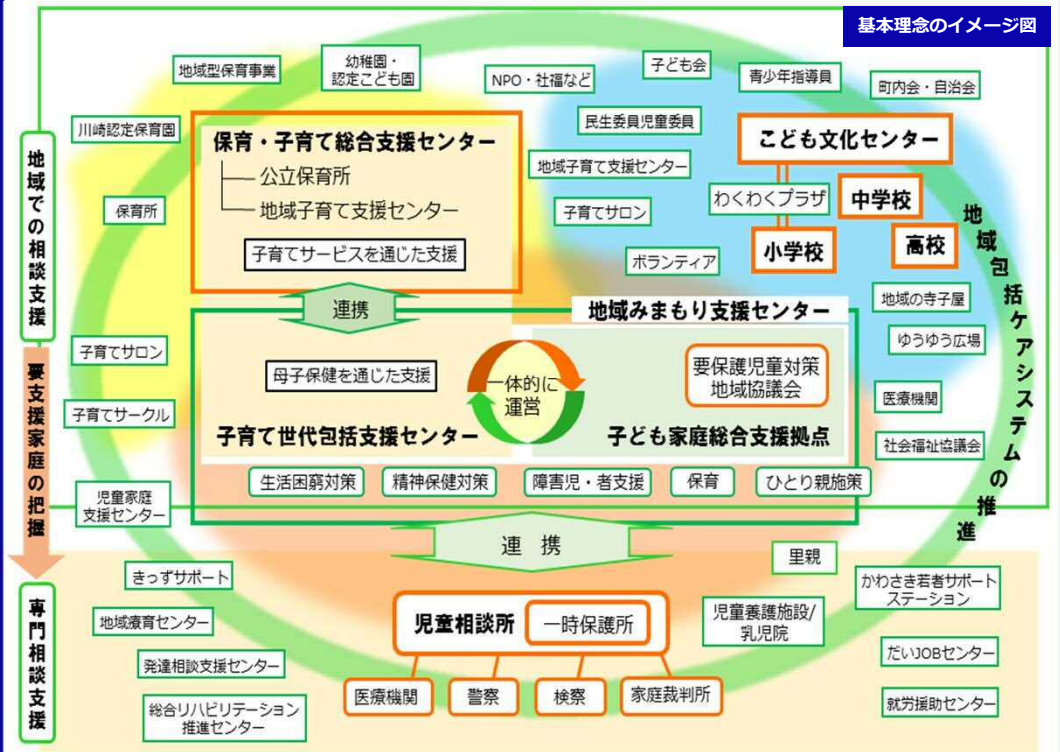 基本理念のイメージ図
地域型保育事業
幼稚園・
認定こども園
NPO・社福など
子ども会
青少年指導員
町内会・自治会
川崎認定保育園
民生委員児童委員
保育・子育て総合支援センター
公立保育所
地域子育て支援センター
子育てサービスを通じた支援
こども文化センター
地域子育て支援センター
わくわくプラザ
中学校
保育所
子育てサロン
小学校
高校
ボランティア
地域での相談支援
地域包括ケアシステムの推進
連携
地域みまもり支援センター
地域の寺子屋
ゆうゆう広場
子育てサロン
母子保健を通じた支援
一体的に
運営
要保護児童対策
地域協議会
医療機関
子育てサークル
子育て世代包括支援センター
子ども家庭総合支援拠点
社会福祉協議会
要支援家庭の把握
生活困窮対策
精神保健対策
障害児・者支援
保育
ひとり親施策
児童家庭
支援センター
連 携
里親
きっずサポート
かわさき若者サポート
ステーション
専門相談支援
地域療育センター
児童相談所
一時保護所
児童養護施設/
乳児院
発達相談支援センター
だいJOBセンター
医療機関
警察
検察
家庭裁判所
総合リハビリテーション
推進センター
就労援助センター